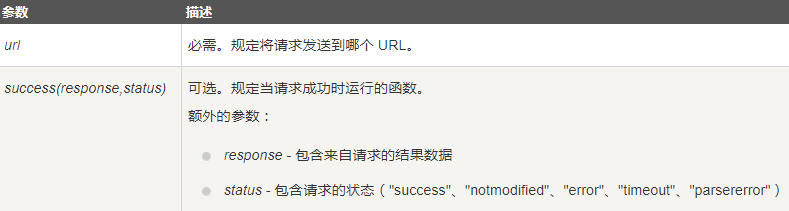 参数 描述
url 必需。规定将请求发送到哪个 URL。
success(response,status) 可选。规定当请求成功时运行的函数。
额外的参数：
response - 包含来自请求的结果数据
status - 包含请求的状态（"success"、"notmodified"、"error"、"timeout"、"parsererror"）